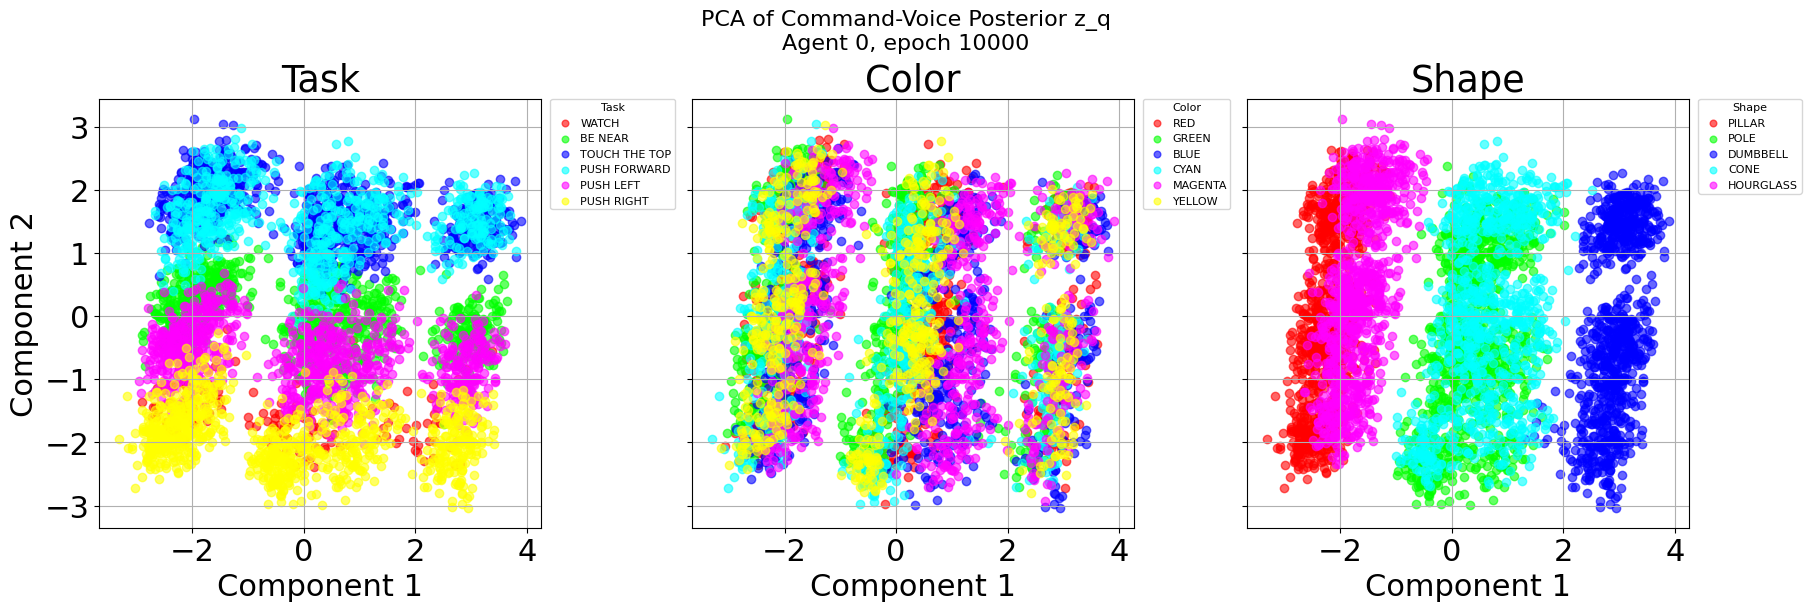 PCA of Command-Voice Posterior z_q
Agent 0, epoch 10000
Task
Component 2
3
2
1
0
−1
−2
−3
−2
0
2
4
Component 1
Task
WATCH
BE NEAR
TOUCH THE TOP
PUSH FORWARD
PUSH LEFT
PUSH RIGHT
Color
−2
0
2
4
Component 1
Color
RED
GREEN
BLUE
CYAN
MAGENTA
YELLOW
Shape
−2
0
2
4
Component 1
Shape
PILLAR
POLE
DUMBBELL
CONE
HOURGLASS